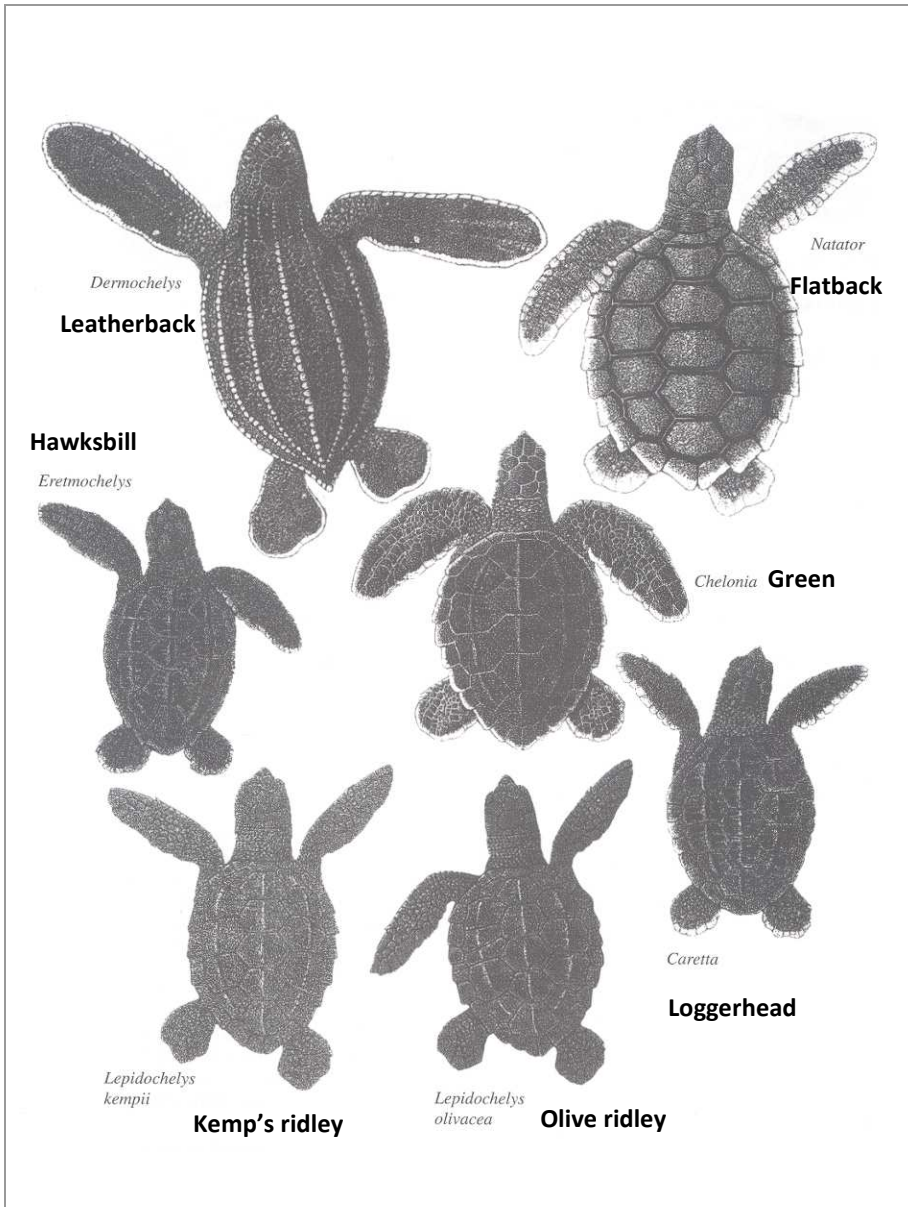 Natator
Dermochelys
Flatback
Leatherback
Hawksbill
Eretmochelys
Chelonia Green
Caretta
Loggerhead
Lepidochelys
kempii
Kemp’s ridley
Lepidochelys
olivacea
Olive ridley